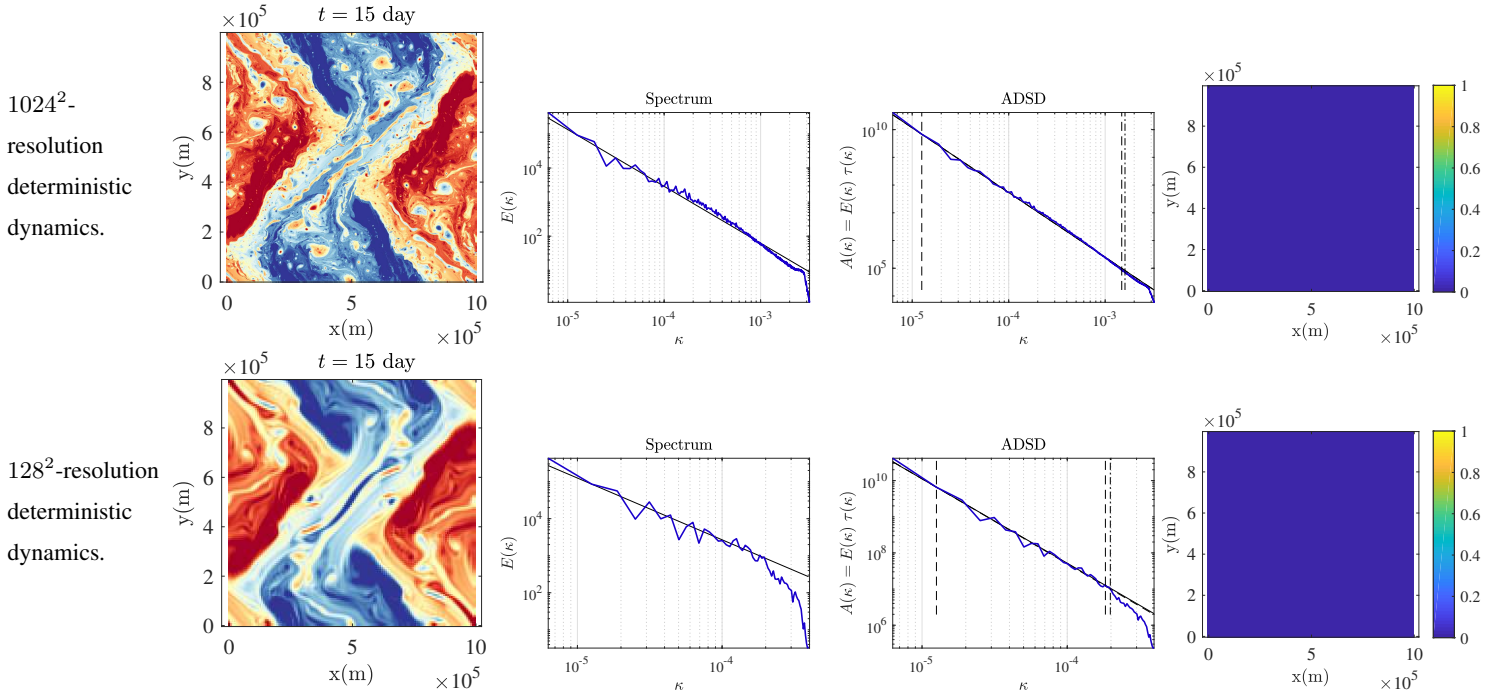 1024²-
resolution
deterministic
dynamics.
×10⁵
t = 15 day
8
6
4
2
0
y(m)
0
5
10
x(m)
×10⁵
Spectrum
10⁴
10²
E(κ)
10⁻⁵
10⁻⁴
10⁻³
κ
ADSD
10¹⁰
10⁵
A(κ) = E(κ) τ(κ)
10⁻⁵
10⁻⁴
10⁻³
κ
×10⁵
8
6
4
2
0
y(m)
0
5
10
x(m)
×10⁵
1
0.8
0.6
0.4
0.2
0
128²-resolution
deterministic
dynamics.
×10⁵
t = 15 day
8
6
4
2
0
y(m)
0
5
10
x(m)
×10⁵
Spectrum
10⁴
10²
E(κ)
10⁻⁵
10⁻⁴
κ
ADSD
10¹⁰
10⁸
10⁶
A(κ) = E(κ) τ(κ)
10⁻⁵
10⁻⁴
κ
×10⁵
8
6
4
2
0
y(m)
0
5
10
x(m)
×10⁵
1
0.8
0.6
0.4
0.2
0